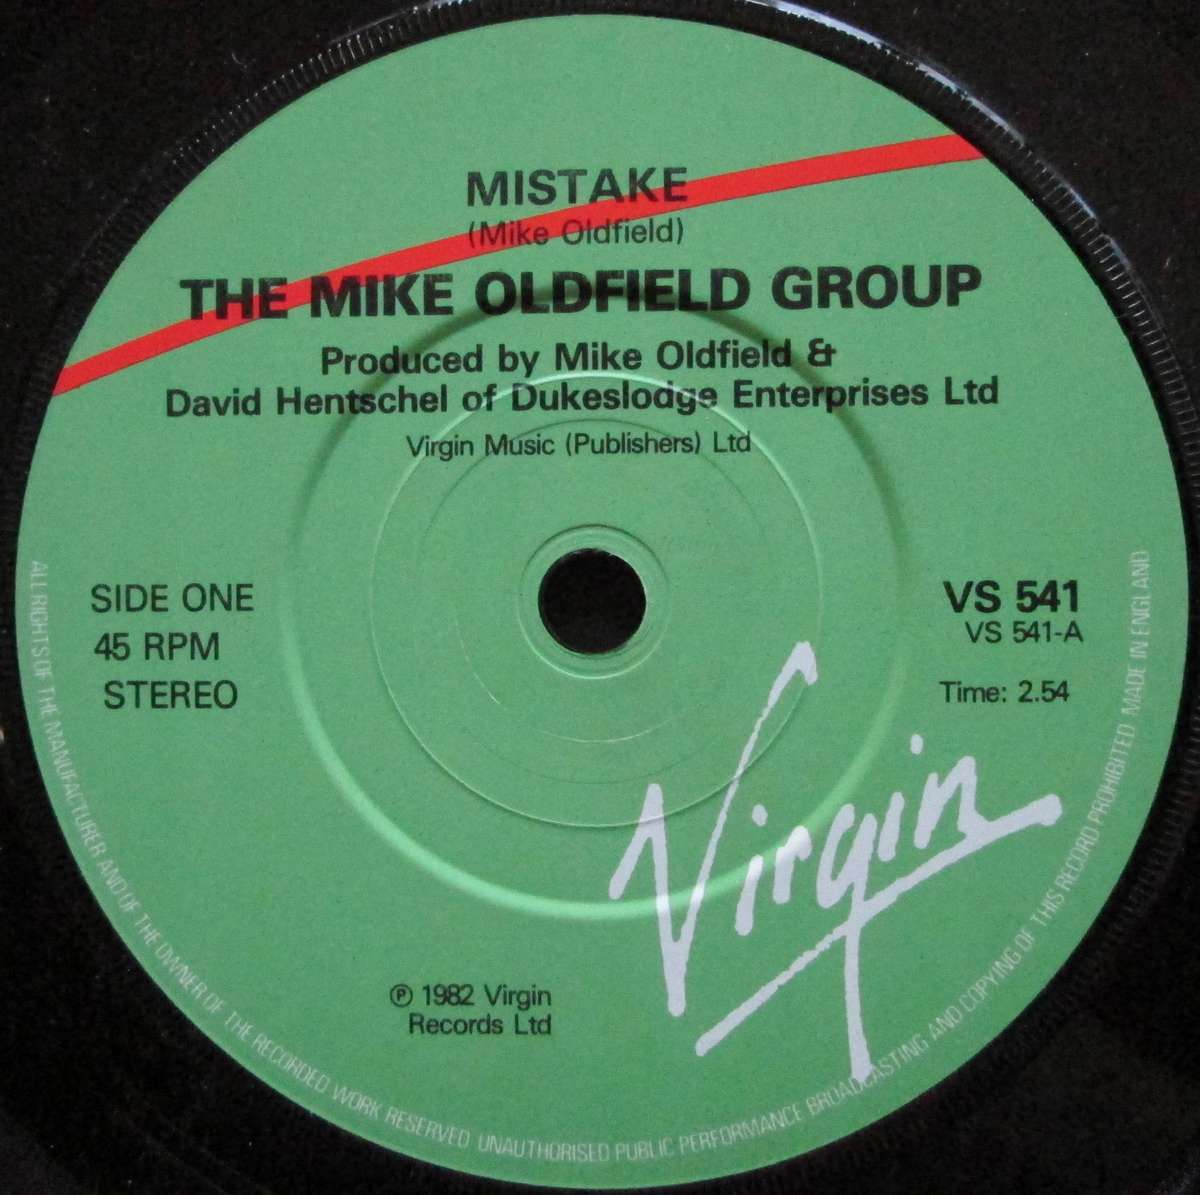 MISTAKE
(Mike Oldfield)
THE MIKE OLDFIELD GROUP
Produced by Mike Oldfield &
David Hentschel of Dukeslodge Enterprises Ltd
Virgin Music (Publishers) Ltd
SIDE ONE
45 RPM
STEREO
VS 541
VS 541-A
Time: 2.54
Virgin
℗ 1982 Virgin
Records Ltd
ALL RIGHTS OF THE MANUFACTURER AND OF THE OWNER OF THE RECORDED WORK RESERVED UNAUTHORISED PUBLIC PERFORMANCE BROADCASTING AND COPYING OF THIS RECORD PROHIBITED MADE IN ENGLAND